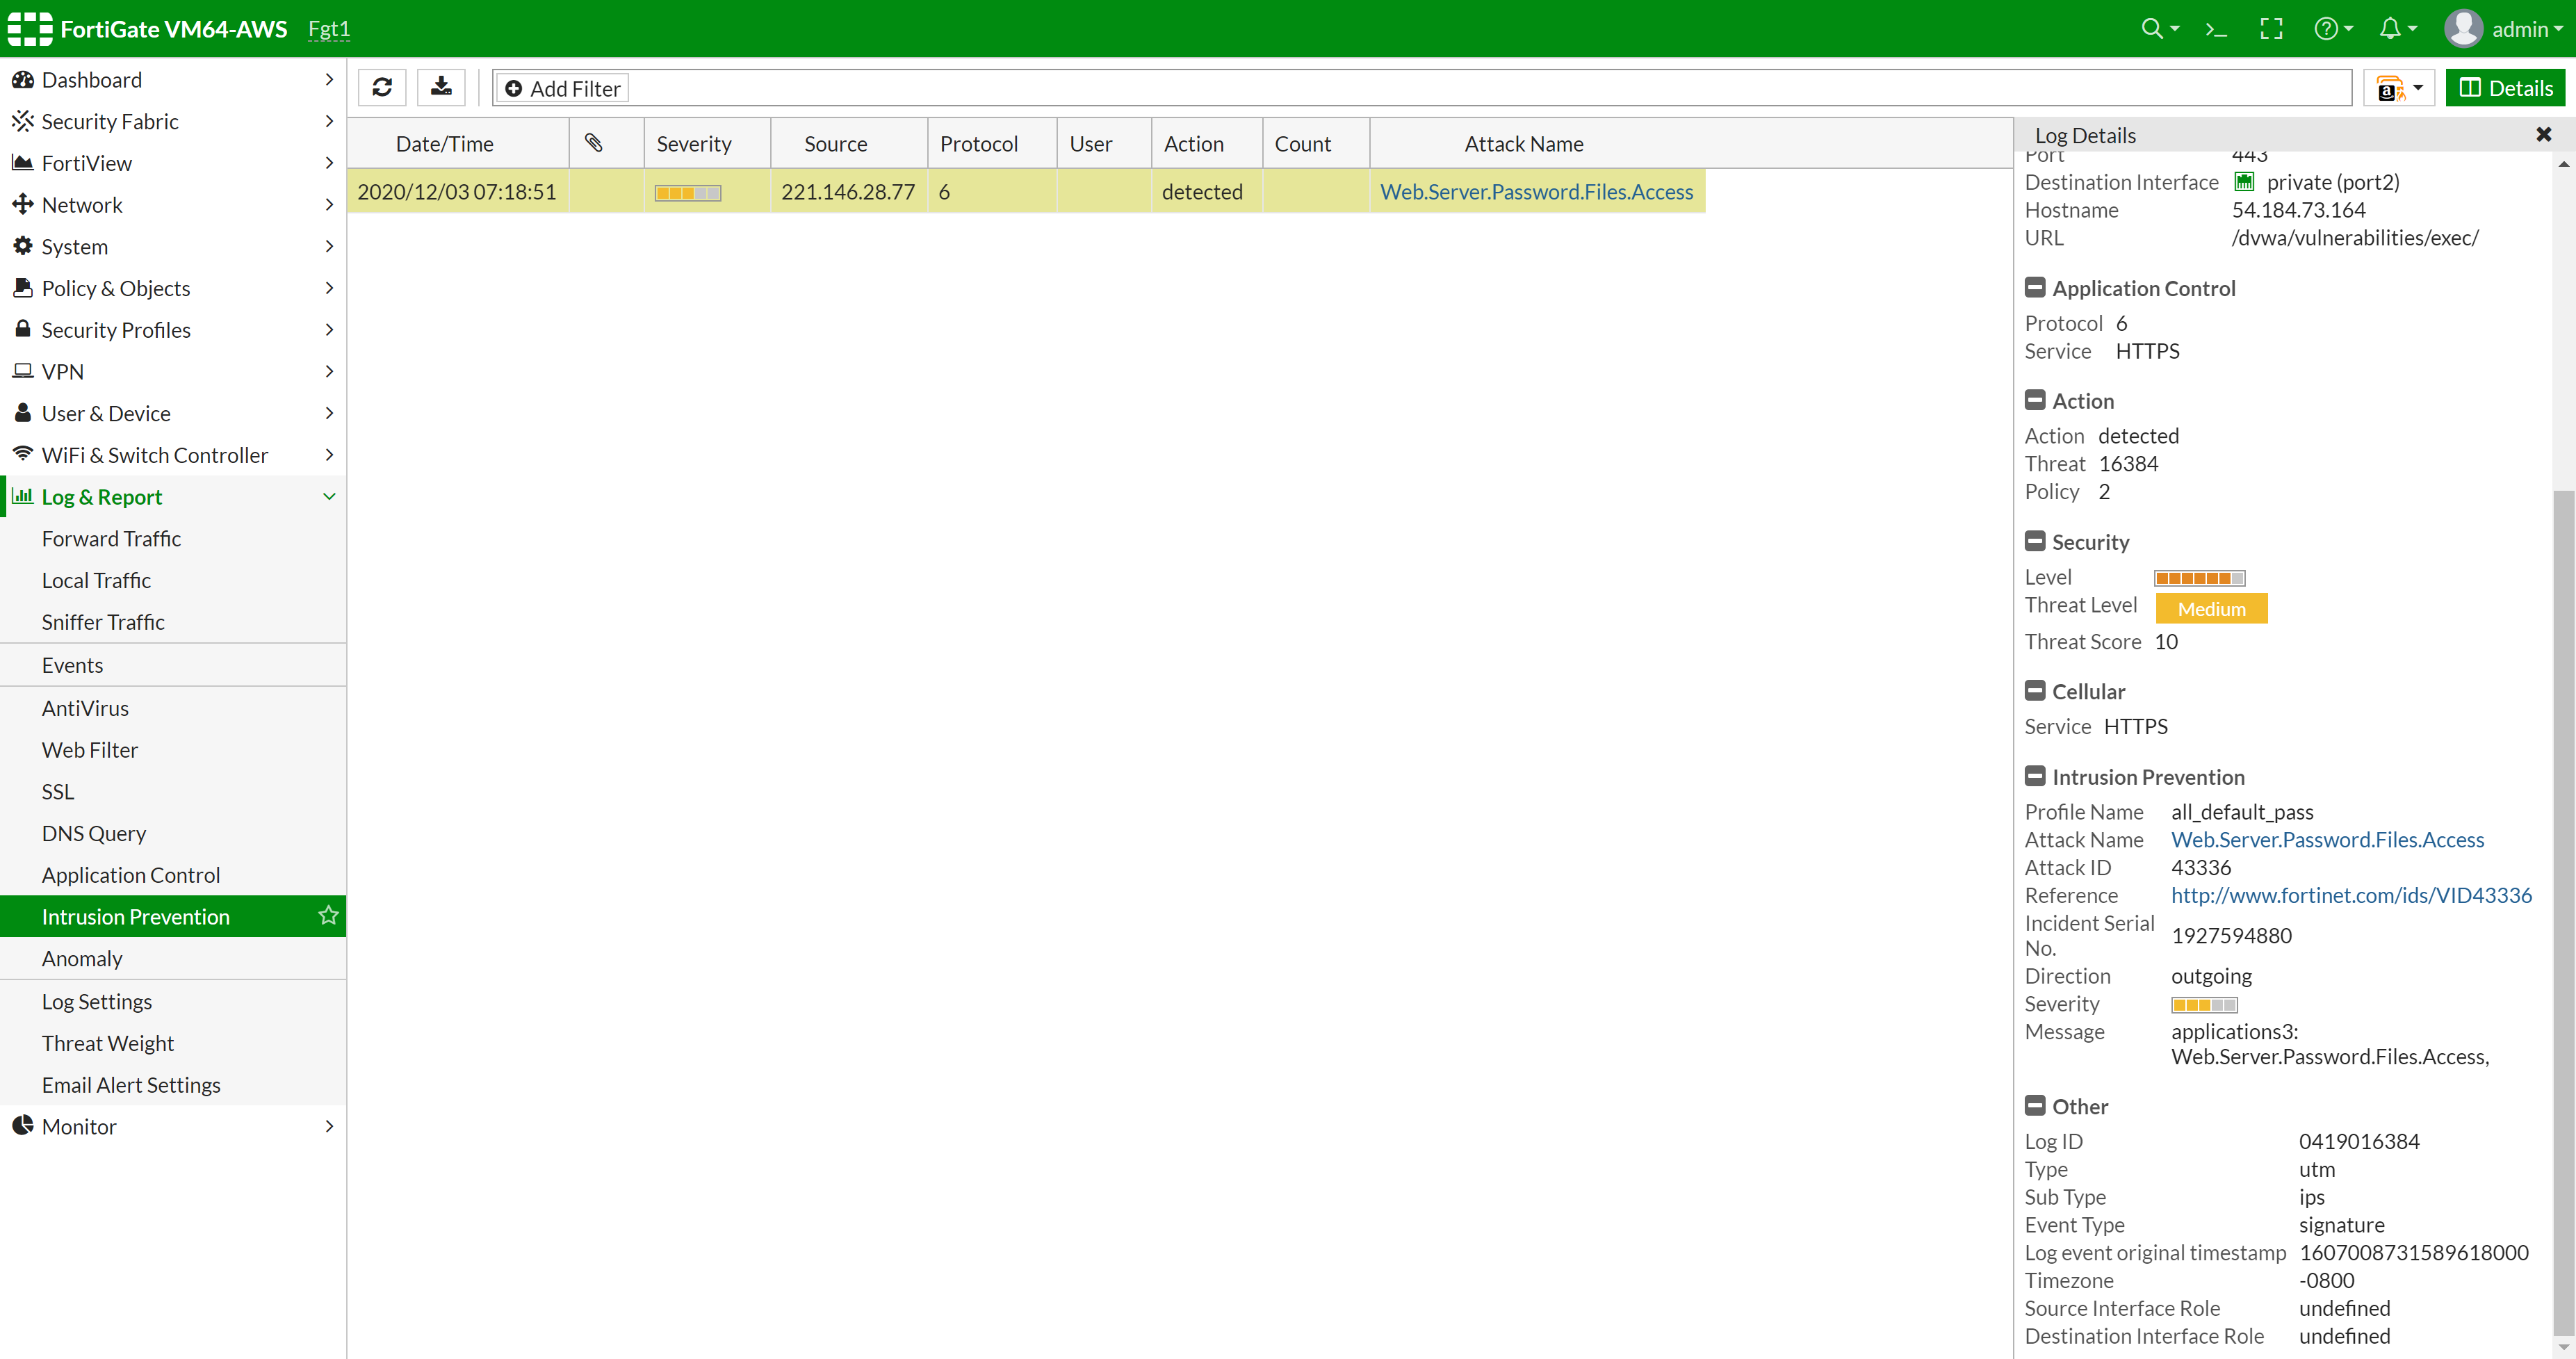 FortiGate VM64-AWS Fgt1 admin
Dashboard
Security Fabric
FortiView
Network
System
Policy & Objects
Security Profiles
VPN
User & Device
WiFi & Switch Controller
Log & Report
Forward Traffic
Local Traffic
Sniffer Traffic
Events
AntiVirus
Web Filter
SSL
DNS Query
Application Control
Intrusion Prevention
Anomaly
Log Settings
Threat Weight
Email Alert Settings
Monitor
Add Filter Details
Date/Time Severity Source Protocol User Action Count Attack Name
2020/12/03 07:18:51 221.146.28.77 6 detected Web.Server.Password.Files.Access
Log Details
Port 443
Destination Interface private (port2)
Hostname 54.184.73.164
URL /dvwa/vulnerabilities/exec/
Application Control
Protocol 6
Service HTTPS
Action
Action detected
Threat 16384
Policy 2
Security
Level
Threat Level Medium
Threat Score 10
Cellular
Service HTTPS
Intrusion Prevention
Profile Name all_default_pass
Attack Name Web.Server.Password.Files.Access
Attack ID 43336
Reference http://www.fortinet.com/ids/VID43336
Incident Serial
No. 1927594880
Direction outgoing
Severity
Message applications3:
Web.Server.Password.Files.Access,
Other
Log ID 0419016384
Type utm
Sub Type ips
Event Type signature
Log event original timestamp 1607008731589618000
Timezone -0800
Source Interface Role undefined
Destination Interface Role undefined